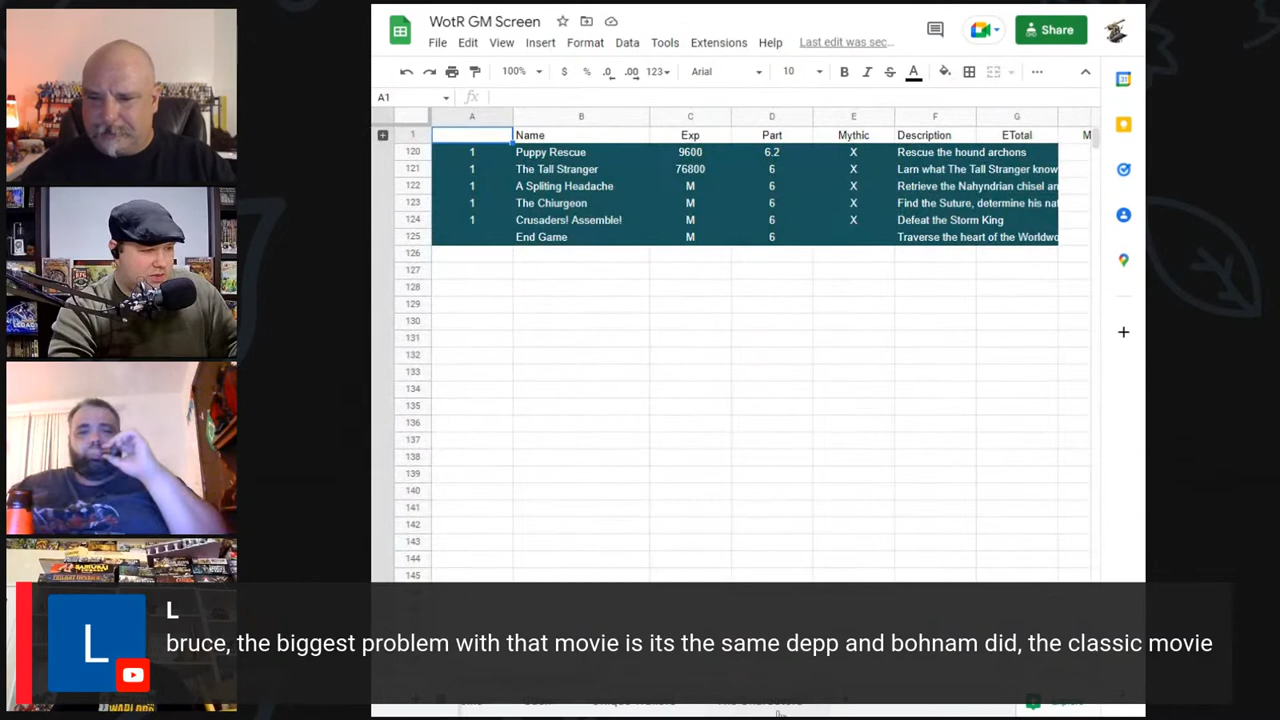 WotR GM Screen
File Edit View Insert Format Data Tools Extensions Help Last edit was sec...
Share
100% $ % .0 .00 123 Arial 10 B I S A
A1 fx
A B C D E F G
1 Name Exp Part Mythic Description ETotal M
120 1 Puppy Rescue 9600 6.2 X Rescue the hound archons
121 1 The Tall Stranger 76800 6 X Larn what The Tall Stranger know
122 1 A Spliting Headache M 6 X Retrieve the Nahyndrian chisel an
123 1 The Chiurgeon M 6 X Find the Suture, determine his nat
124 1 Crusaders! Assemble! M 6 X Defeat the Storm King
125 End Game M 6 Traverse the heart of the Worldwo
126
127
128
129
130
131
132
133
134
135
136
137
138
139
140
141
142
143
144
145
L
L
bruce, the biggest problem with that movie is its the same depp and bohnam did, the classic movie